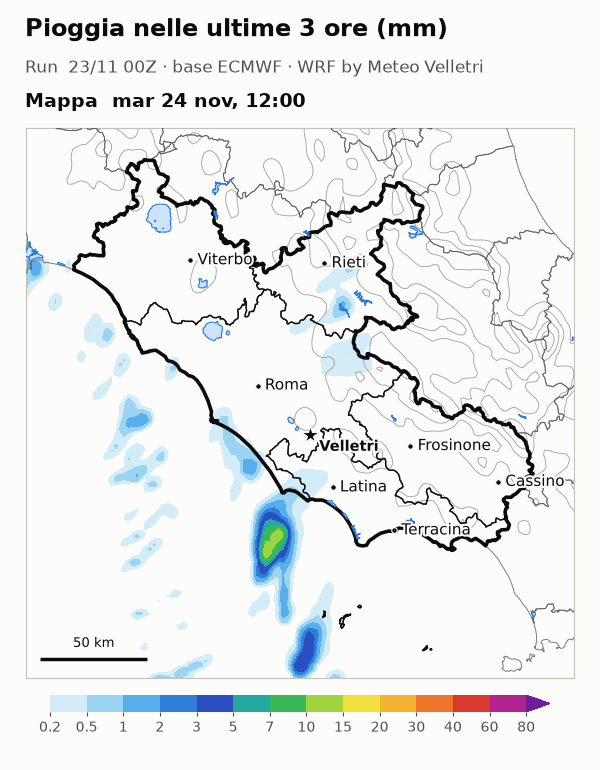 Pioggia nelle ultime 3 ore (mm)
Run  23/11 00Z · base ECMWF · WRF by Meteo Velletri
Mappa  mar 24 nov, 12:00
Viterbo
Rieti
Roma
Velletri
Frosinone
Latina
Cassino
Terracina
50 km
0.2 0.5 1 2 3 5 7 10 15 20 30 40 60 80